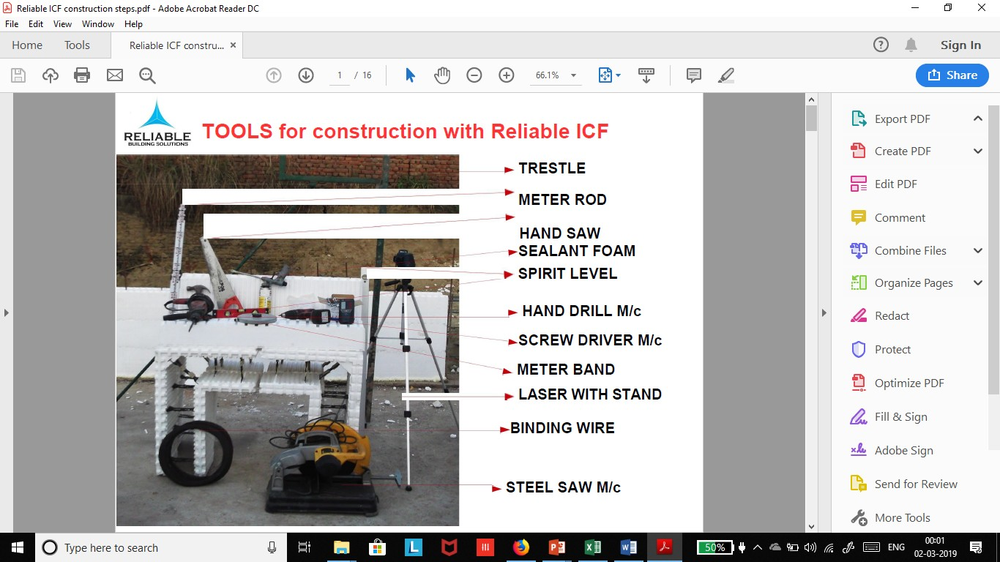 Reliable ICF construction steps.pdf - Adobe Acrobat Reader DC
File Edit View Window Help
Home Tools Reliable ICF constru... × Sign In
1 / 16 66.1% Share
RELIABLE
BUILDING SOLUTIONS
TOOLS for construction with Reliable ICF
TRESTLE
METER ROD
HAND SAW
SEALANT FOAM
SPIRIT LEVEL
HAND DRILL M/c
SCREW DRIVER M/c
METER BAND
LASER WITH STAND
BINDING WIRE
STEEL SAW M/c
Export PDF
Create PDF
Edit PDF
Comment
Combine Files
Organize Pages
Redact
Protect
Optimize PDF
Fill & Sign
Adobe Sign
Send for Review
More Tools
Type here to search
50% ENG 00:01
02-03-2019